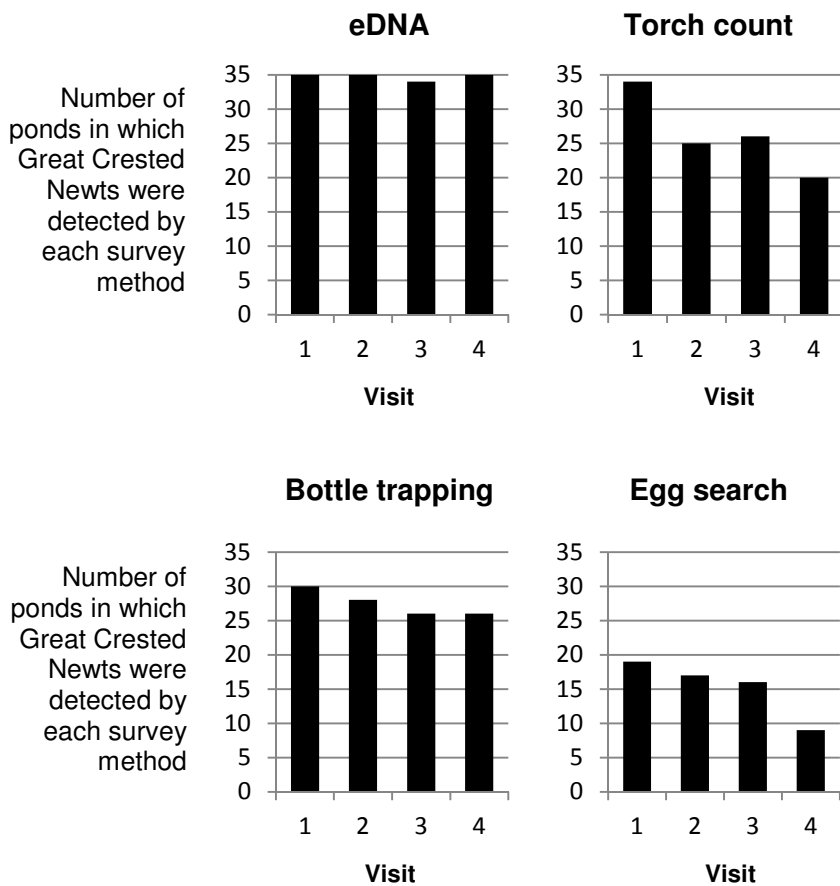 eDNA
Number of
ponds in which
Great Crested
Newts were
detected by
each survey
method
35
30
25
20
15
10
5
0
1 2 3 4
Visit
Torch count
35
30
25
20
15
10
5
0
1 2 3 4
Visit
Bottle trapping
Number of
ponds in which
Great Crested
Newts were
detected by
each survey
method
35
30
25
20
15
10
5
0
1 2 3 4
Visit
Egg search
35
30
25
20
15
10
5
0
1 2 3 4
Visit